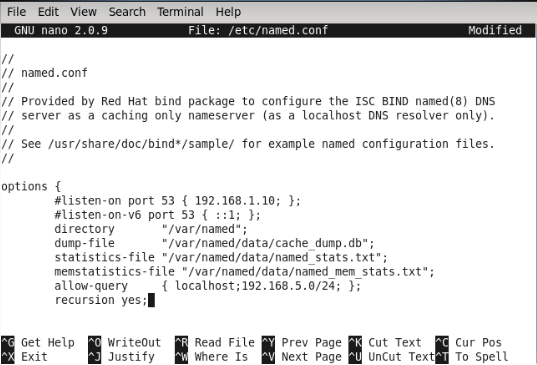 File Edit View Search Terminal Help
GNU nano 2.0.9 File: /etc/named.conf Modified
//
// named.conf
//
// Provided by Red Hat bind package to configure the ISC BIND named(8) DNS
// server as a caching only nameserver (as a localhost DNS resolver only).
//
// See /usr/share/doc/bind*/sample/ for example named configuration files.
//
options {
#listen-on port 53 { 192.168.1.10; };
#listen-on-v6 port 53 { ::1; };
directory "/var/named";
dump-file "/var/named/data/cache_dump.db";
statistics-file "/var/named/data/named_stats.txt";
memstatistics-file "/var/named/data/named_mem_stats.txt";
allow-query { localhost;192.168.5.0/24; };
recursion yes;
^G Get Help ^O WriteOut ^R Read File ^Y Prev Page ^K Cut Text ^C Cur Pos
^X Exit ^J Justify ^W Where Is ^V Next Page ^U UnCut Text ^T To Spell